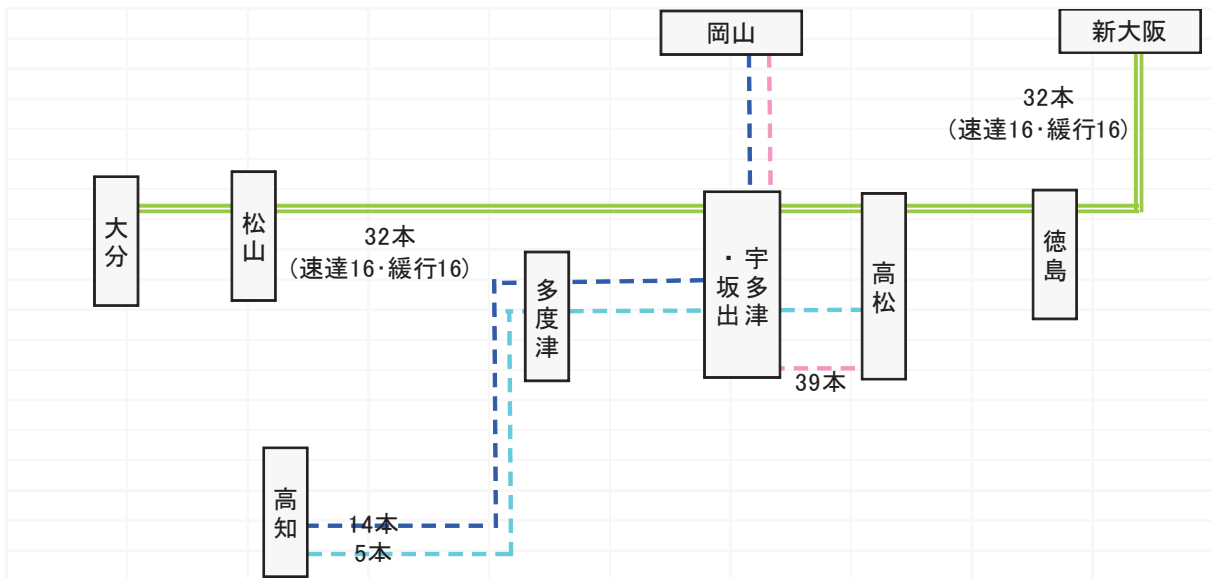 岡山
新大阪
32本
(速達16・緩行16)
大分
松山
32本
(速達16・緩行16)
多度津
宇多津
・坂出
高松
徳島
39本
高知
14本
5本